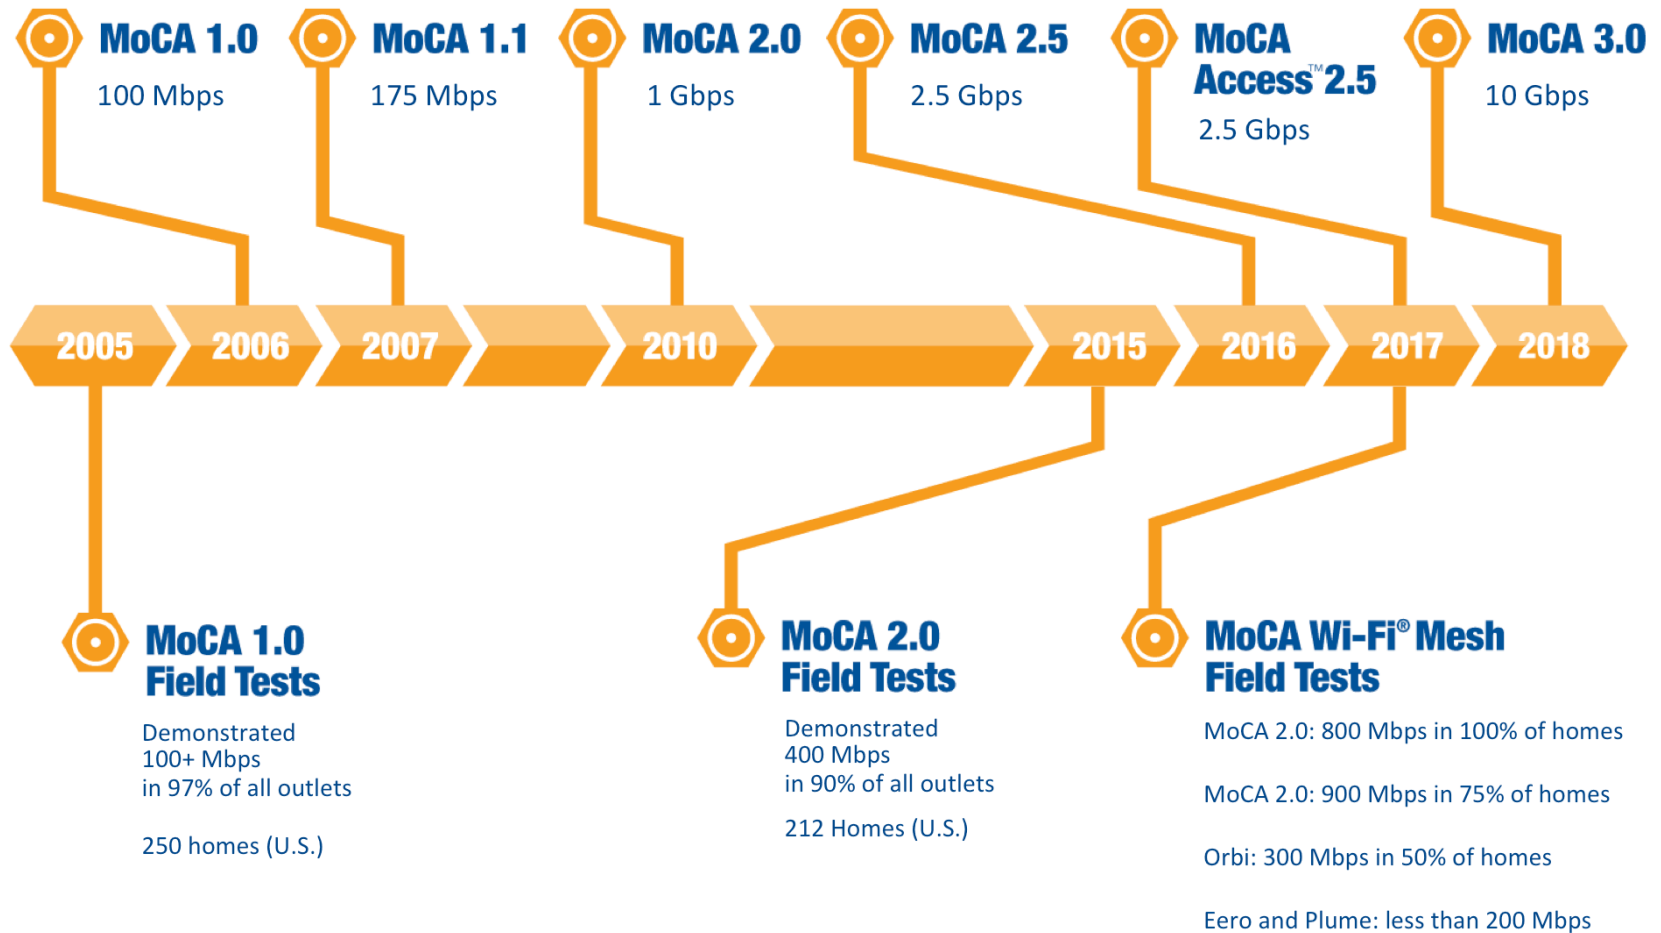 MoCA 1.0
100 Mbps
MoCA 1.1
175 Mbps
MoCA 2.0
1 Gbps
MoCA 2.5
2.5 Gbps
MoCA
Access™ 2.5
2.5 Gbps
MoCA 3.0
10 Gbps
2005
2006
2007
2010
2015
2016
2017
2018
MoCA 1.0
Field Tests
Demonstrated
100+ Mbps
in 97% of all outlets
250 homes (U.S.)
MoCA 2.0
Field Tests
Demonstrated
400 Mbps
in 90% of all outlets
212 Homes (U.S.)
MoCA Wi-Fi® Mesh
Field Tests
MoCA 2.0: 800 Mbps in 100% of homes
MoCA 2.0: 900 Mbps in 75% of homes
Orbi: 300 Mbps in 50% of homes
Eero and Plume: less than 200 Mbps